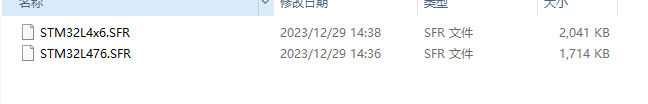 名称 修改日期 类型 大小
STM32L4x6.SFR 2023/12/29 14:38 SFR 文件 2,041 KB
STM32L476.SFR 2023/12/29 14:36 SFR 文件 1,714 KB